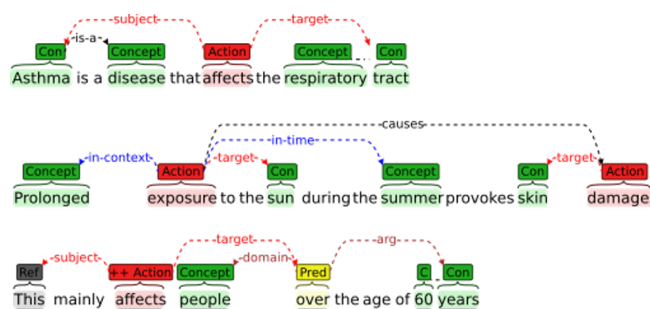 subject target
is-a
Con Concept Action Concept Con
Asthma is a disease that affects the respiratory tract
causes
in-time
in-context target target
Concept Action Con Concept Con Action
Prolonged exposure to the sun during the summer provokes skin damage
target arg
subject domain
Ref ++ Action Concept Pred C Con
This mainly affects people over the age of 60 years